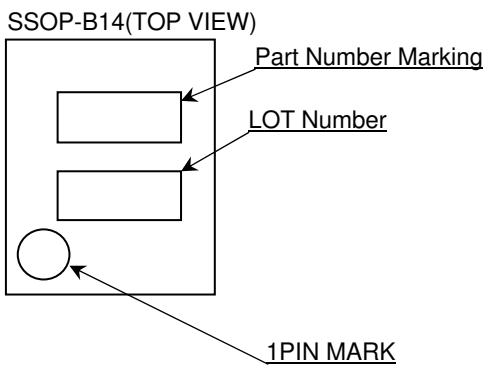 SSOP-B14(TOP VIEW)
Part Number Marking
LOT Number
1PIN MARK